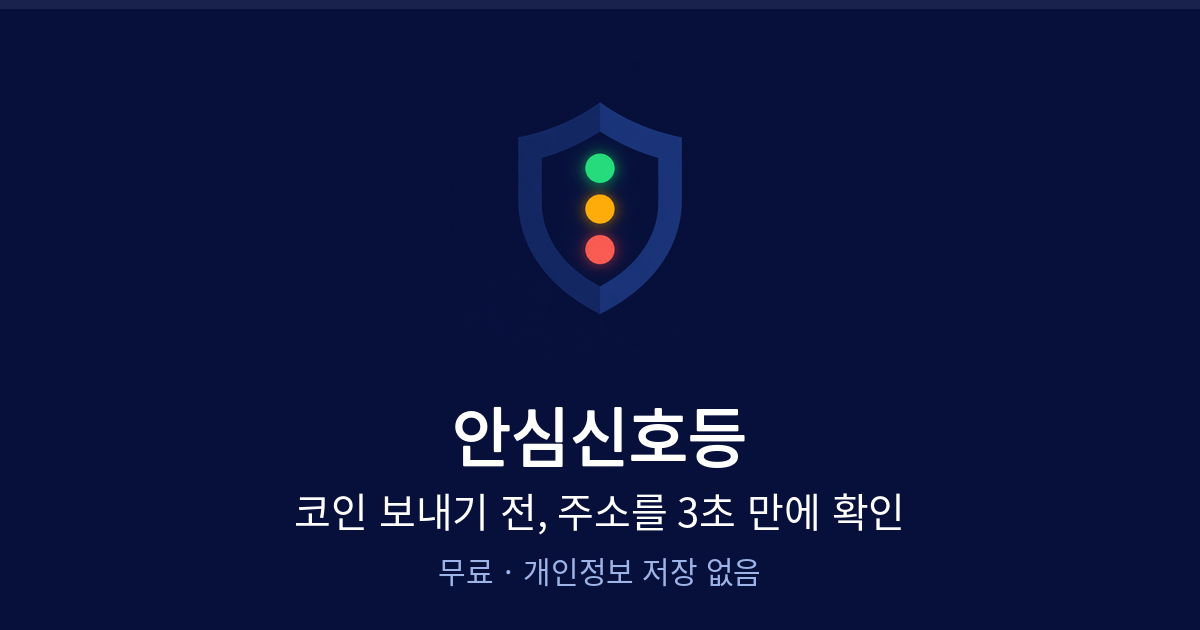 안심신호등
코인 보내기 전, 주소를 3초 만에 확인
무료 · 개인정보 저장 없음